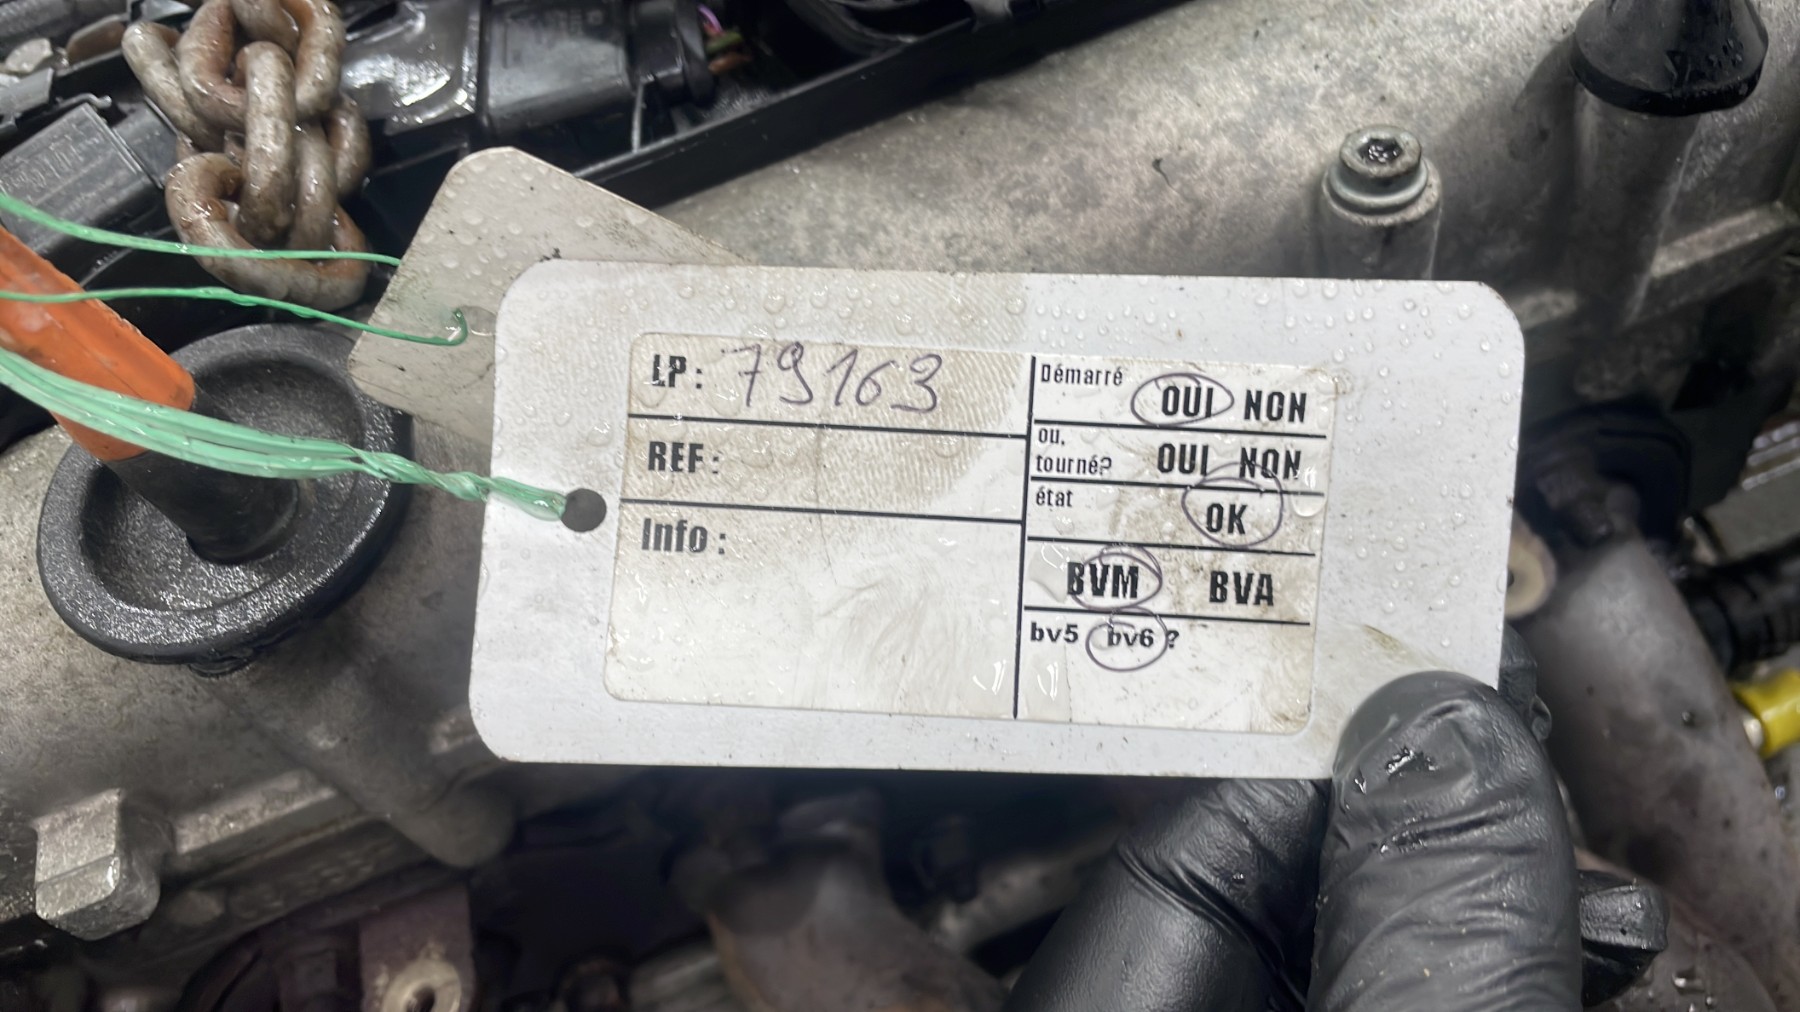 LP: 79163
REF:
Info :
Démarré
OUI NON
ou,
tourné? OUI NON
état
OK
BVM BVA
bv5 bv6 ?